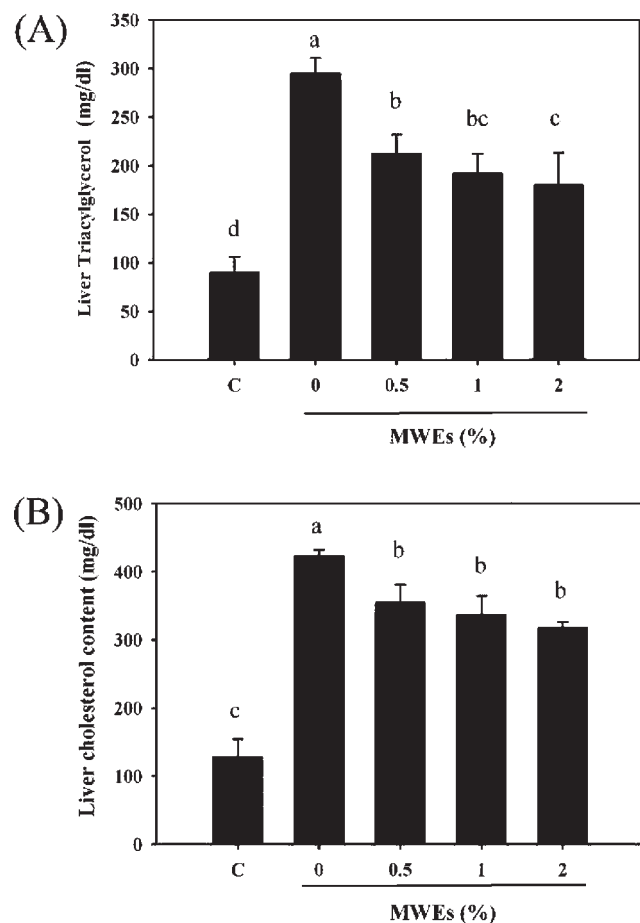 (A)
Liver Triacylglycerol (mg/dl)
350
300
250
200
150
100
50
0
d
a
b
bc
c
C 0 0.5 1 2
MWEs (%)
(B)
Liver cholesterol content (mg/dl)
500
400
300
200
100
0
c
a
b
b
b
C 0 0.5 1 2
MWEs (%)